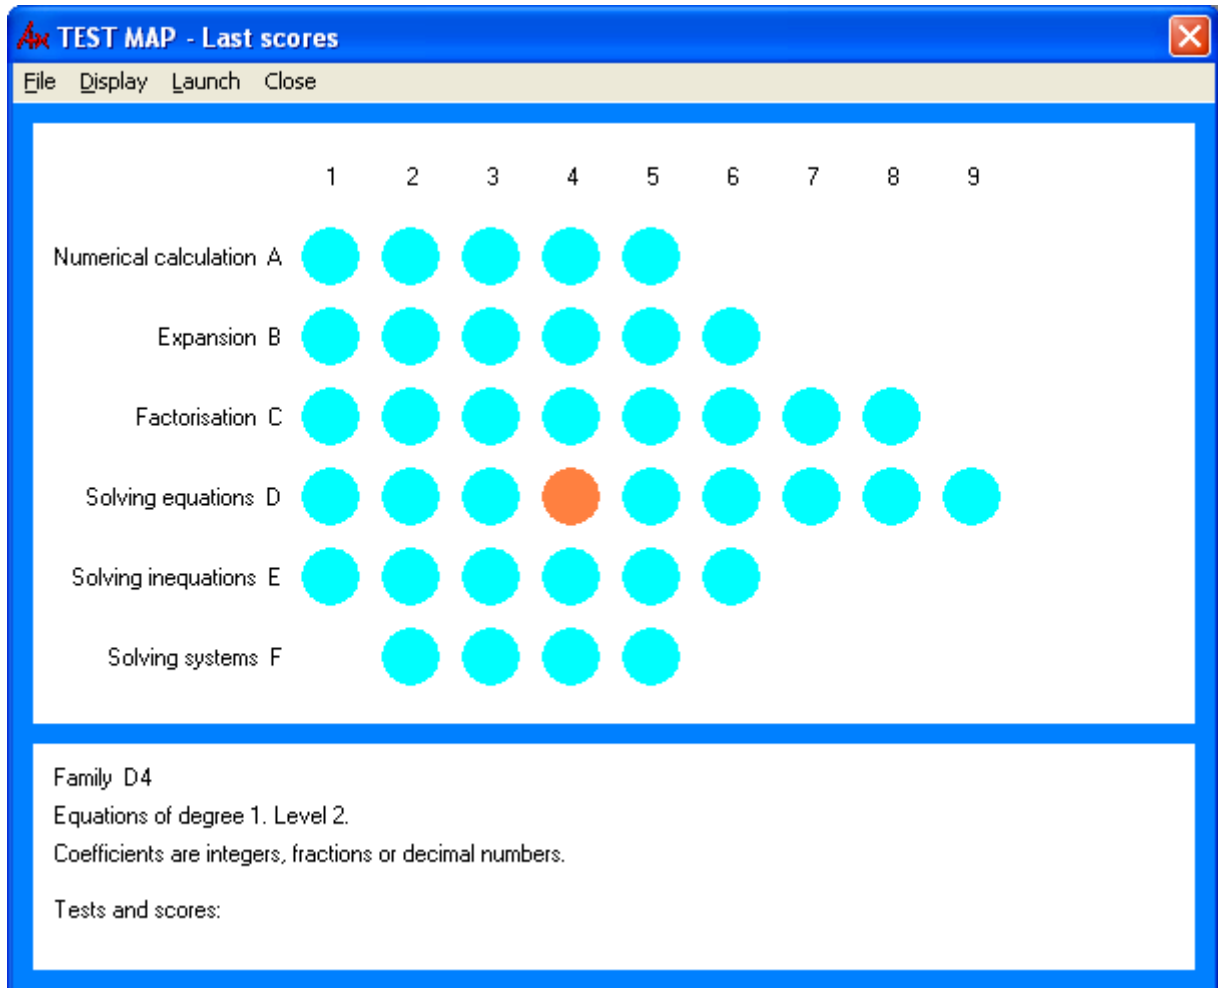 Ax TEST MAP - Last scores
File Display Launch Close
1 2 3 4 5 6 7 8 9
Numerical calculation A
Expansion B
Factorisation C
Solving equations D
Solving inequations E
Solving systems F
Family D4
Equations of degree 1. Level 2.
Coefficients are integers, fractions or decimal numbers.
Tests and scores: